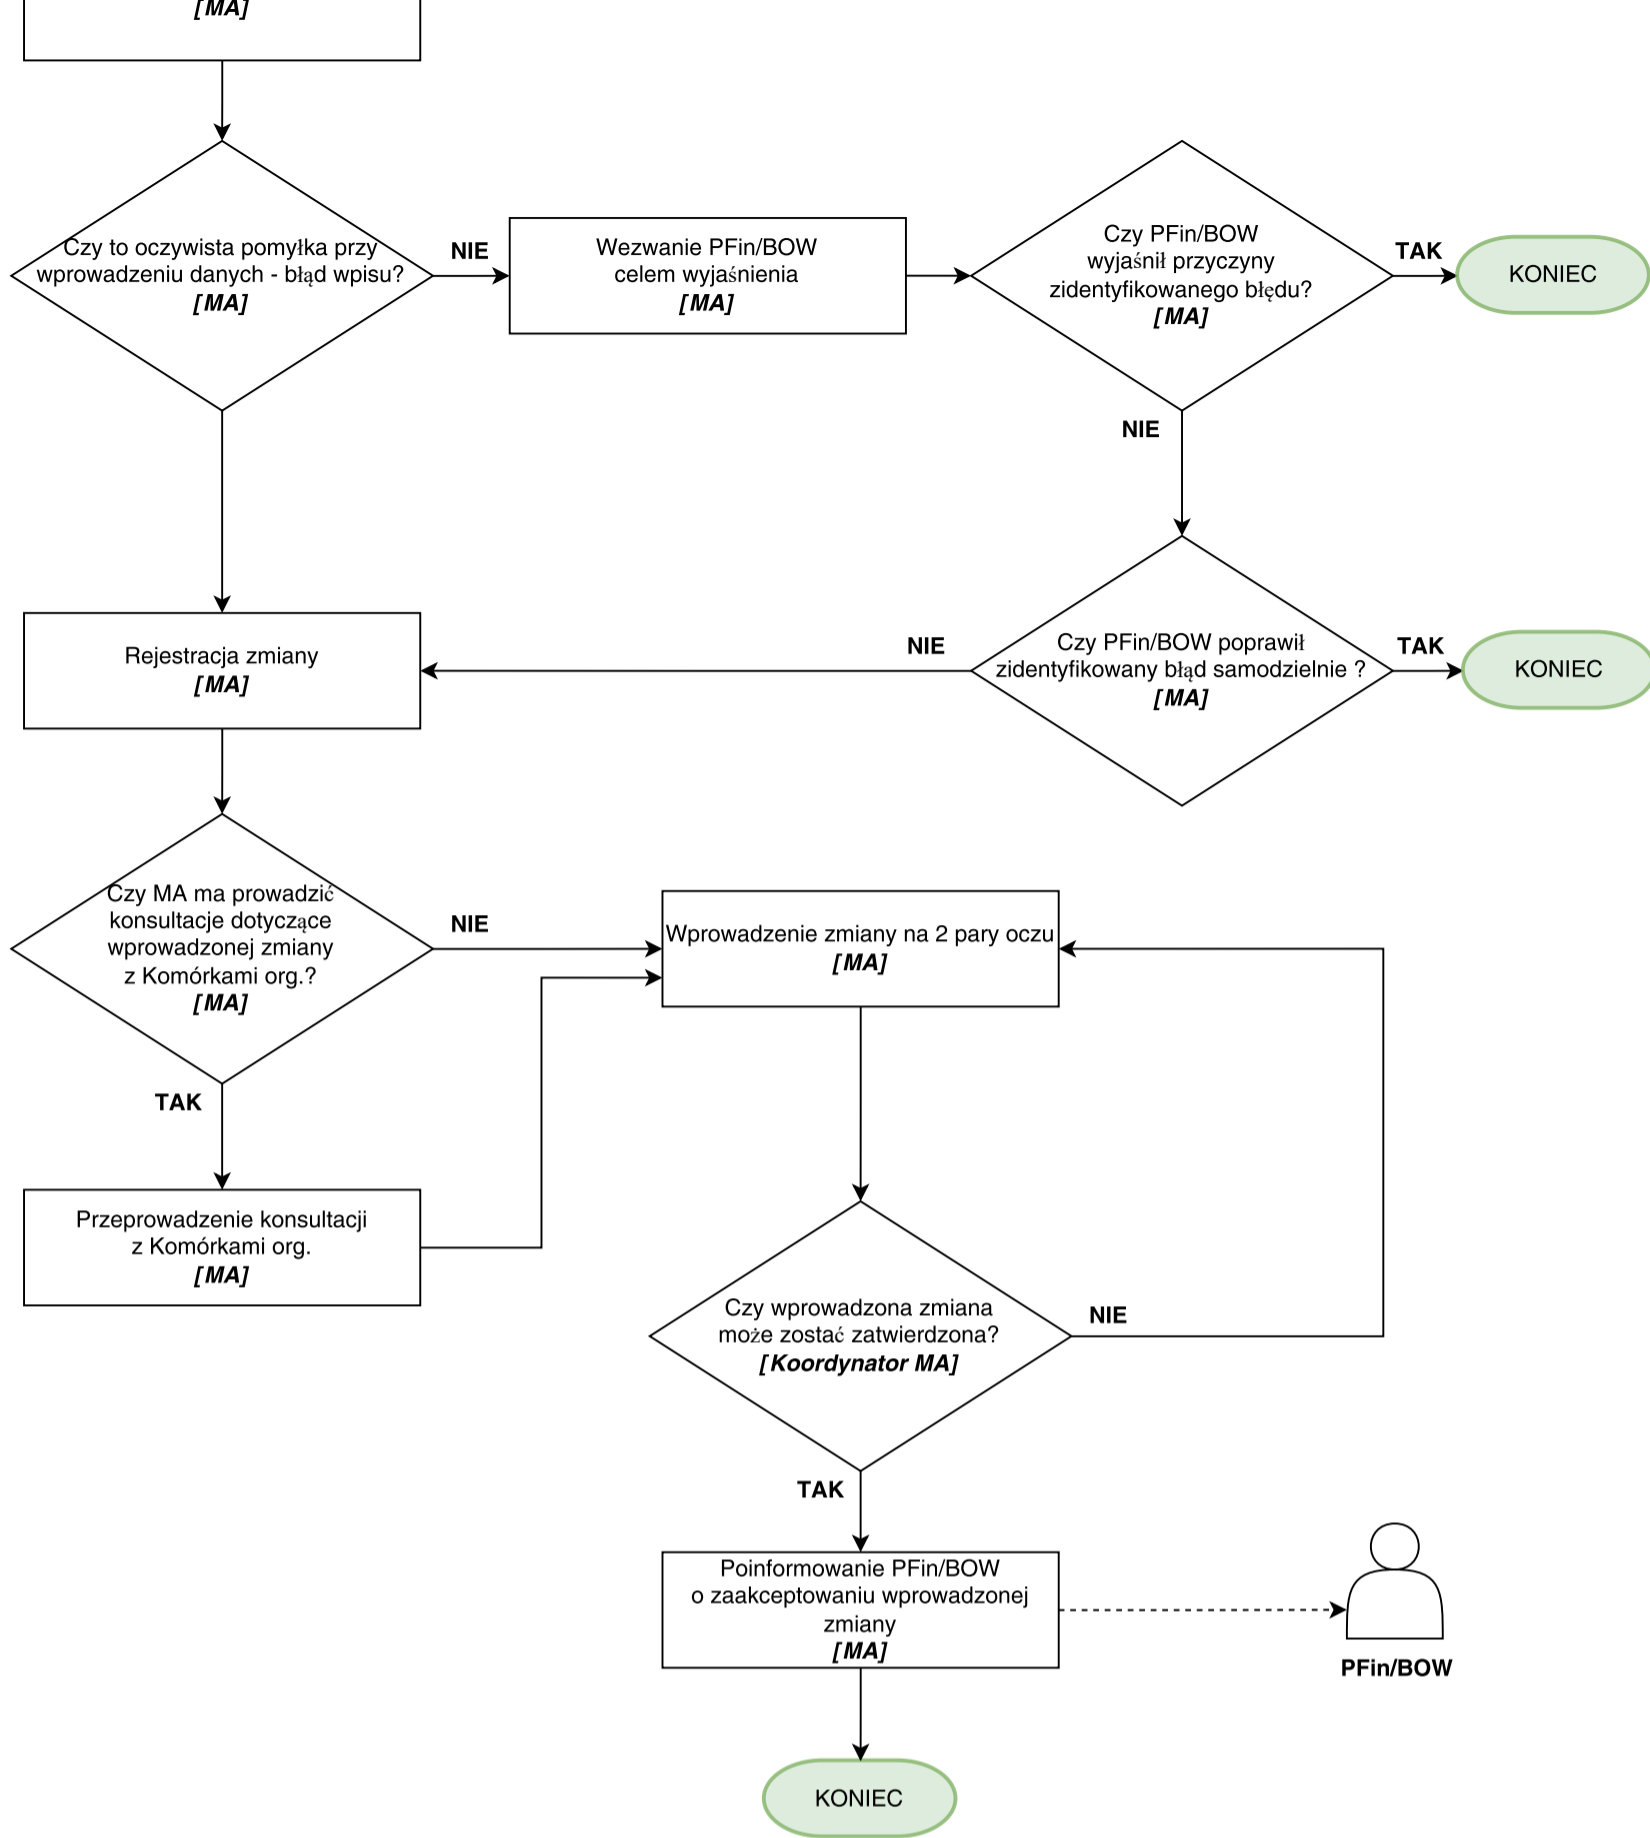 [MA]
Czy to oczywista pomyłka przy
wprowadzeniu danych - błąd wpisu?
[MA]
NIE
Wezwanie PFin/BOW
celem wyjaśnienia
[MA]
Czy PFin/BOW
wyjaśnił przyczyny
zidentyfikowanego błędu?
[MA]
TAK
KONIEC
NIE
Rejestracja zmiany
[MA]
NIE
Czy PFin/BOW poprawił
zidentyfikowany błąd samodzielnie ?
[MA]
TAK
KONIEC
Czy MA ma prowadzić
konsultacje dotyczące
wprowadzonej zmiany
z Komórkami org.?
[MA]
NIE
Wprowadzenie zmiany na 2 pary oczu
[MA]
TAK
Przeprowadzenie konsultacji
z Komórkami org.
[MA]
Czy wprowadzona zmiana
może zostać zatwierdzona?
[Koordynator MA]
NIE
TAK
Poinformowanie PFin/BOW
o zaakceptowaniu wprowadzonej
zmiany
[MA]
PFin/BOW
KONIEC